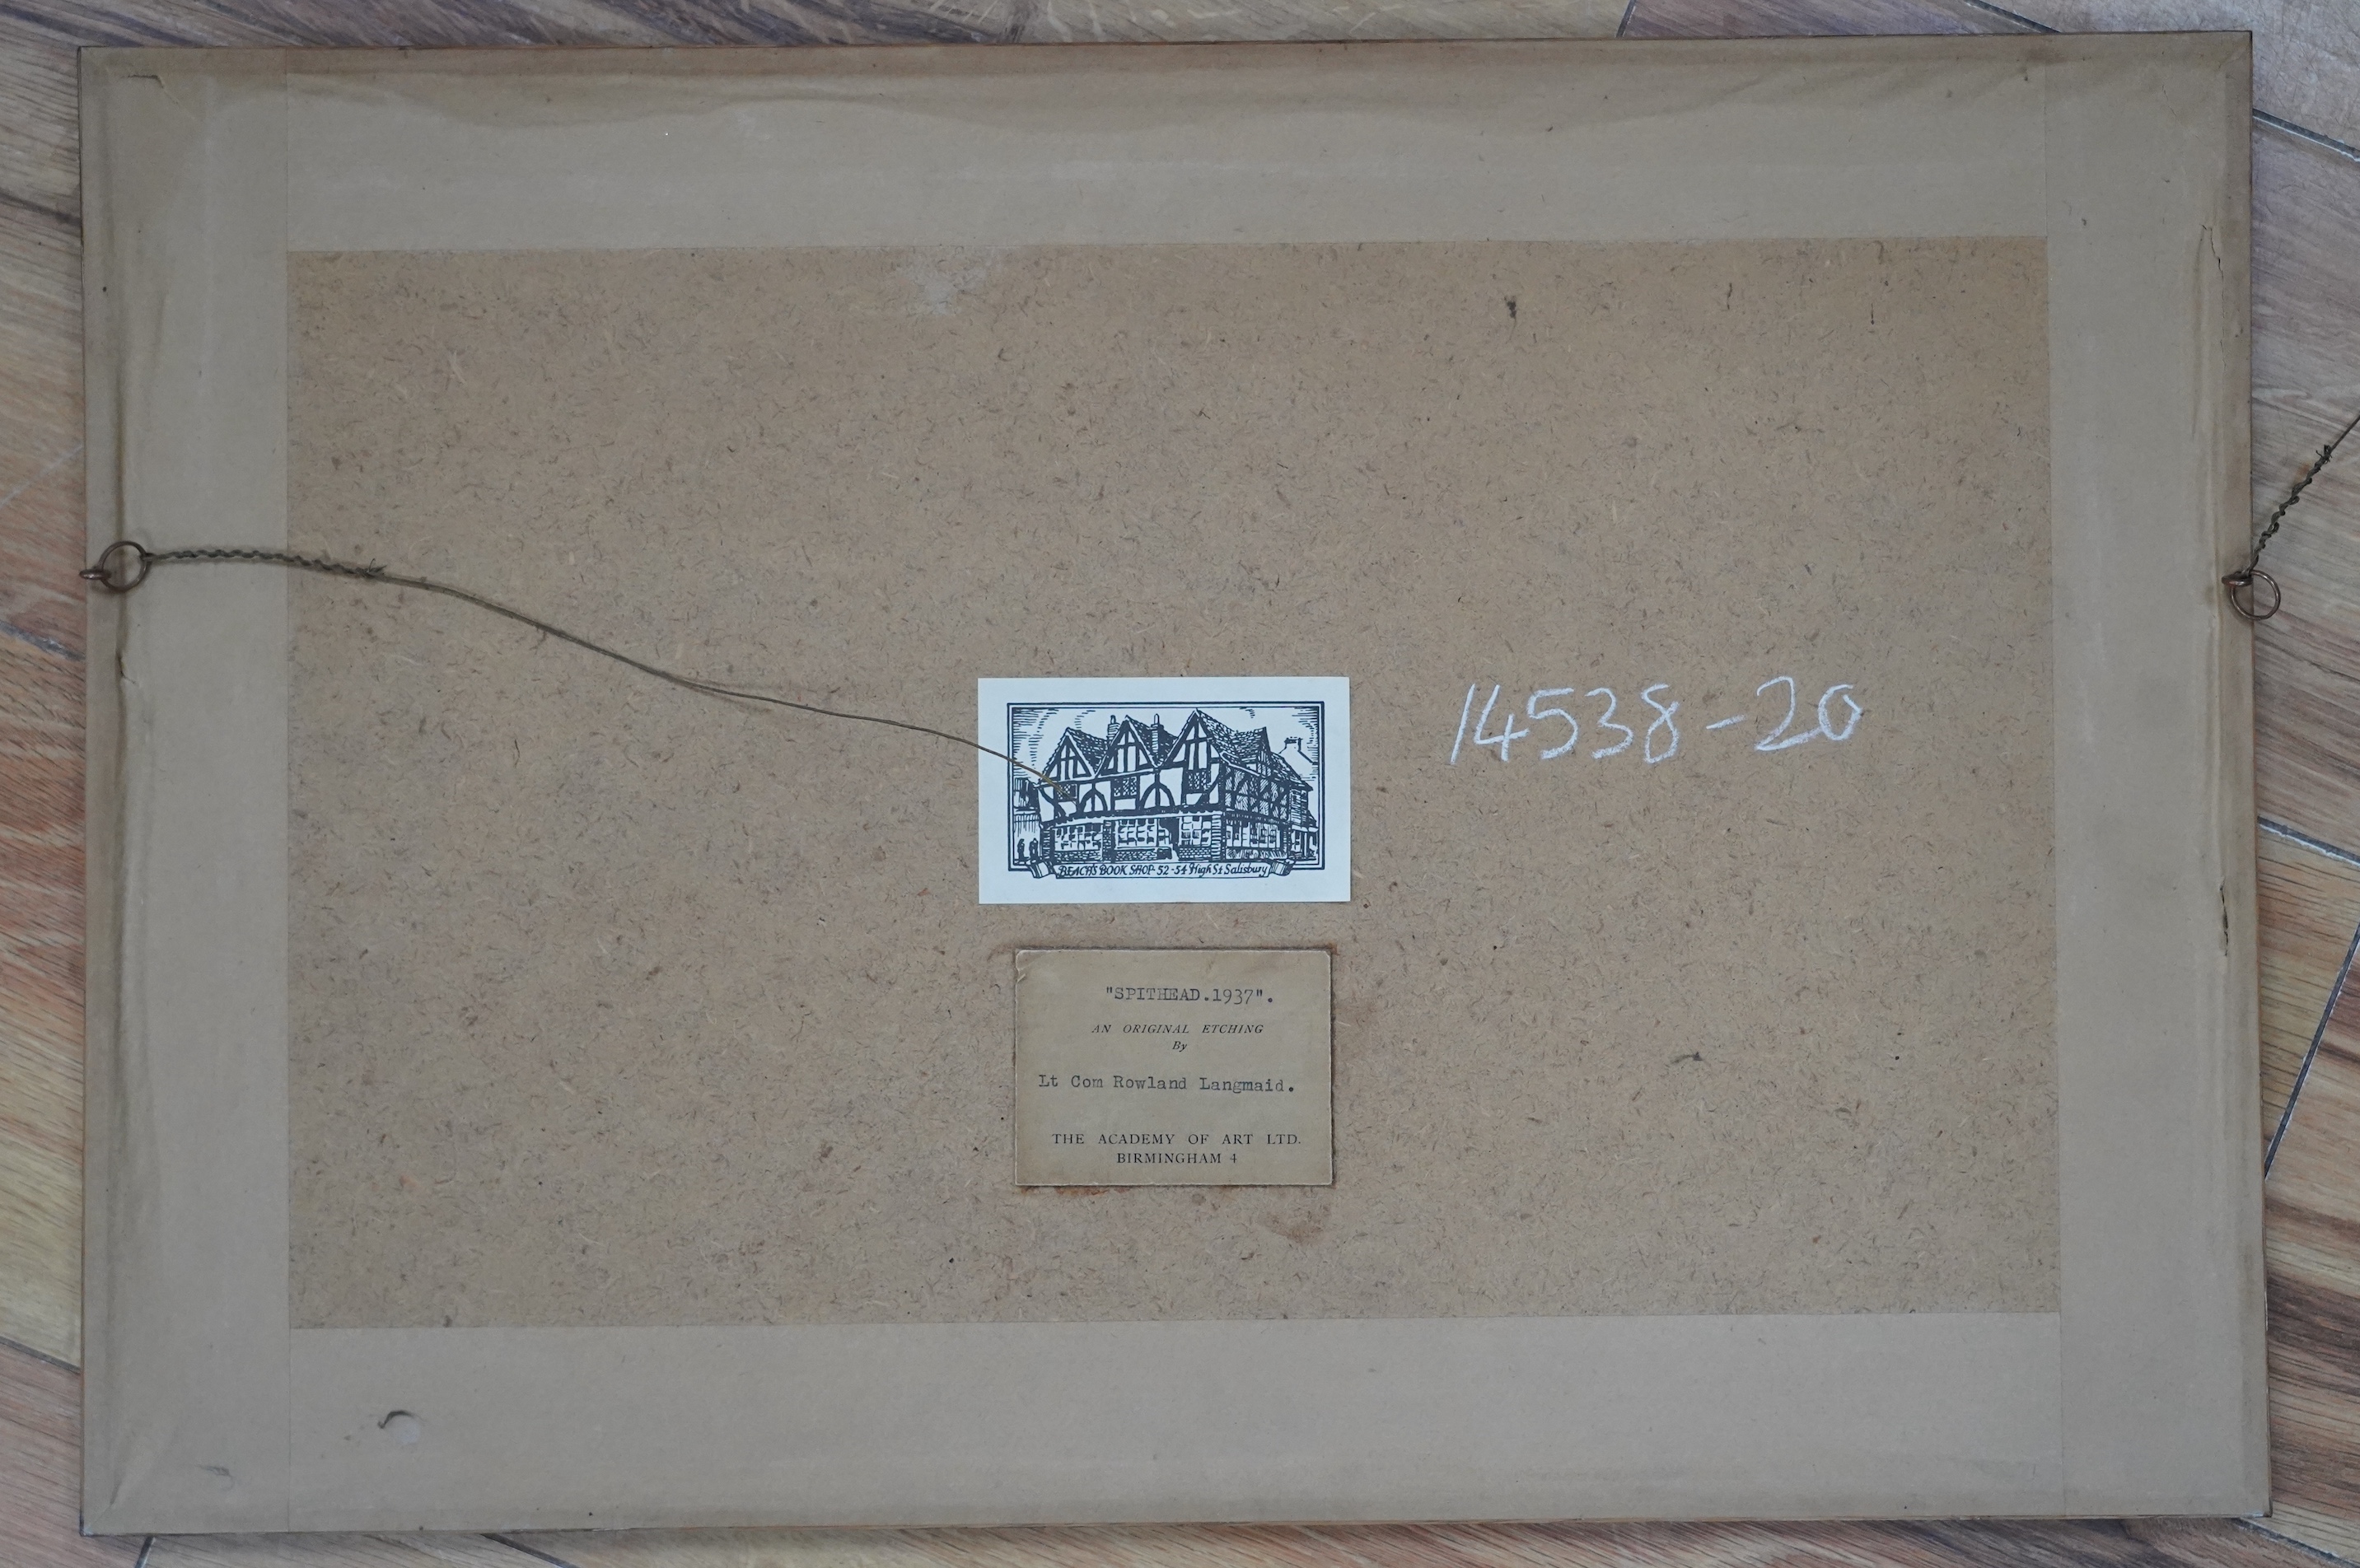 14538-20
BEACH'S BOOK SHOP 52-54 High St Salisbury
"SPITHEAD.1937".
AN ORIGINAL ETCHING
By
Lt Com Rowland Langmaid.
THE ACADEMY OF ART LTD.
BIRMINGHAM 4